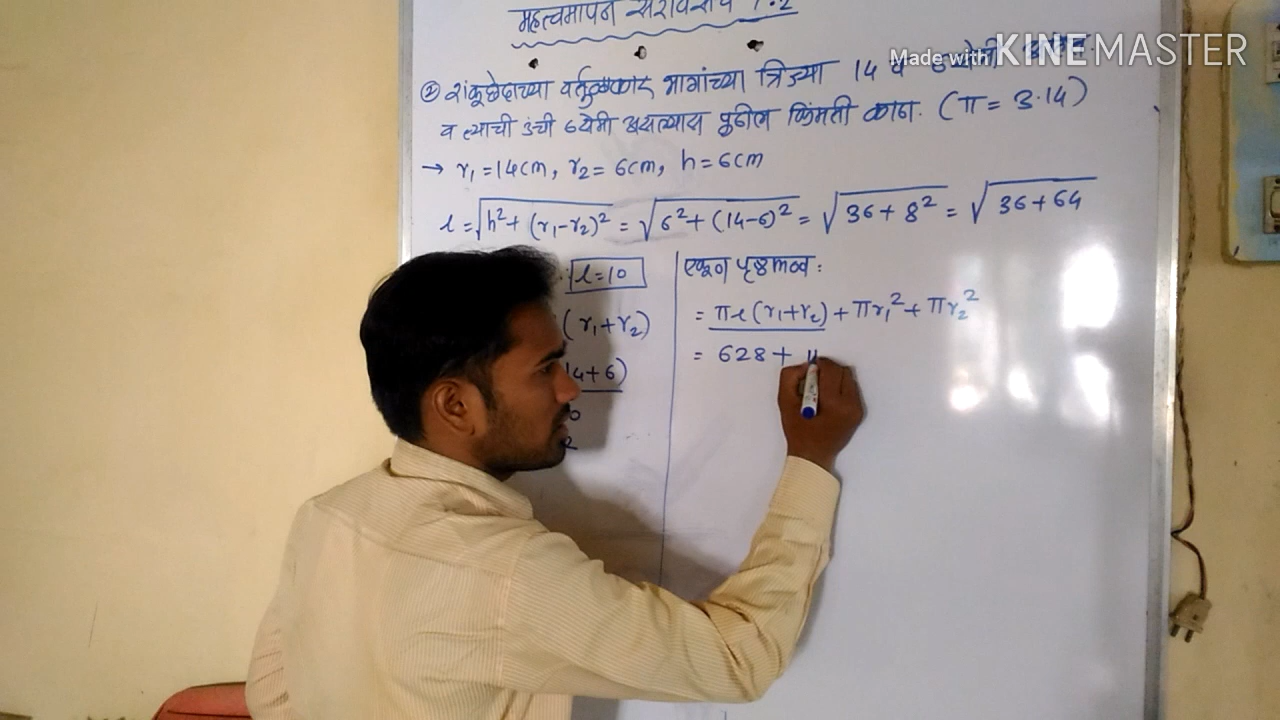 महत्वमापन सरावसंच 7.2
Made with KINEMASTER
② शंकूछेदाच्या वर्तुळाकार भागांच्या त्रिज्या 14 व 6 सेमी
व त्याची उंची 6 सेमी असल्यास पुढील किंमती काढा. (π = 3.14)
→ r₁ = 14cm, r₂ = 6cm, h = 6cm
l = √h² + (r₁-r₂)² = √6² + (14-6)² = √36 + 8² = √36 + 64
l = 10
एकूण पृष्ठफळ :
(r₁+r₂)
= πl(r₁+r₂) + πr₁² + πr₂²
14+6)
= 628 +